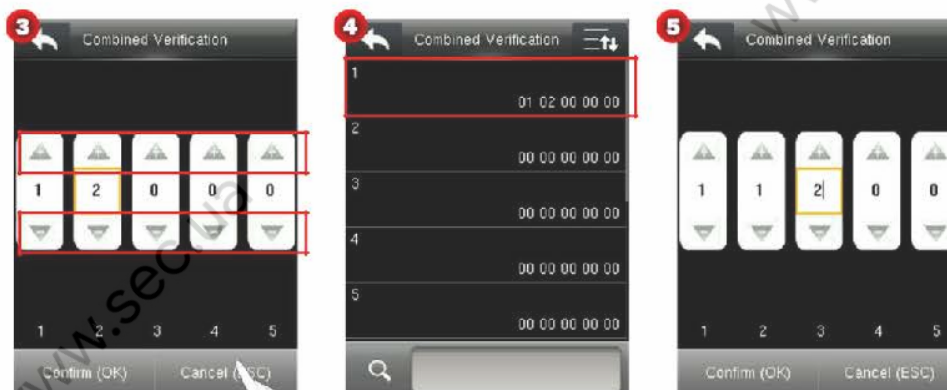 3
Combined Verification
1 2 0 0 0
1 2 3 4 5
Confirm (OK) Cancel (ESC)
4
Combined Verification
1
01 02 00 00 00
2
00 00 00 00 00
3
00 00 00 00 00
4
00 00 00 00 00
5
00 00 00 00 00
5
Combined Verification
1 1 2 0 0
1 2 3 4 5
Confirm (OK) Cancel (ESC)
www.sec.ua